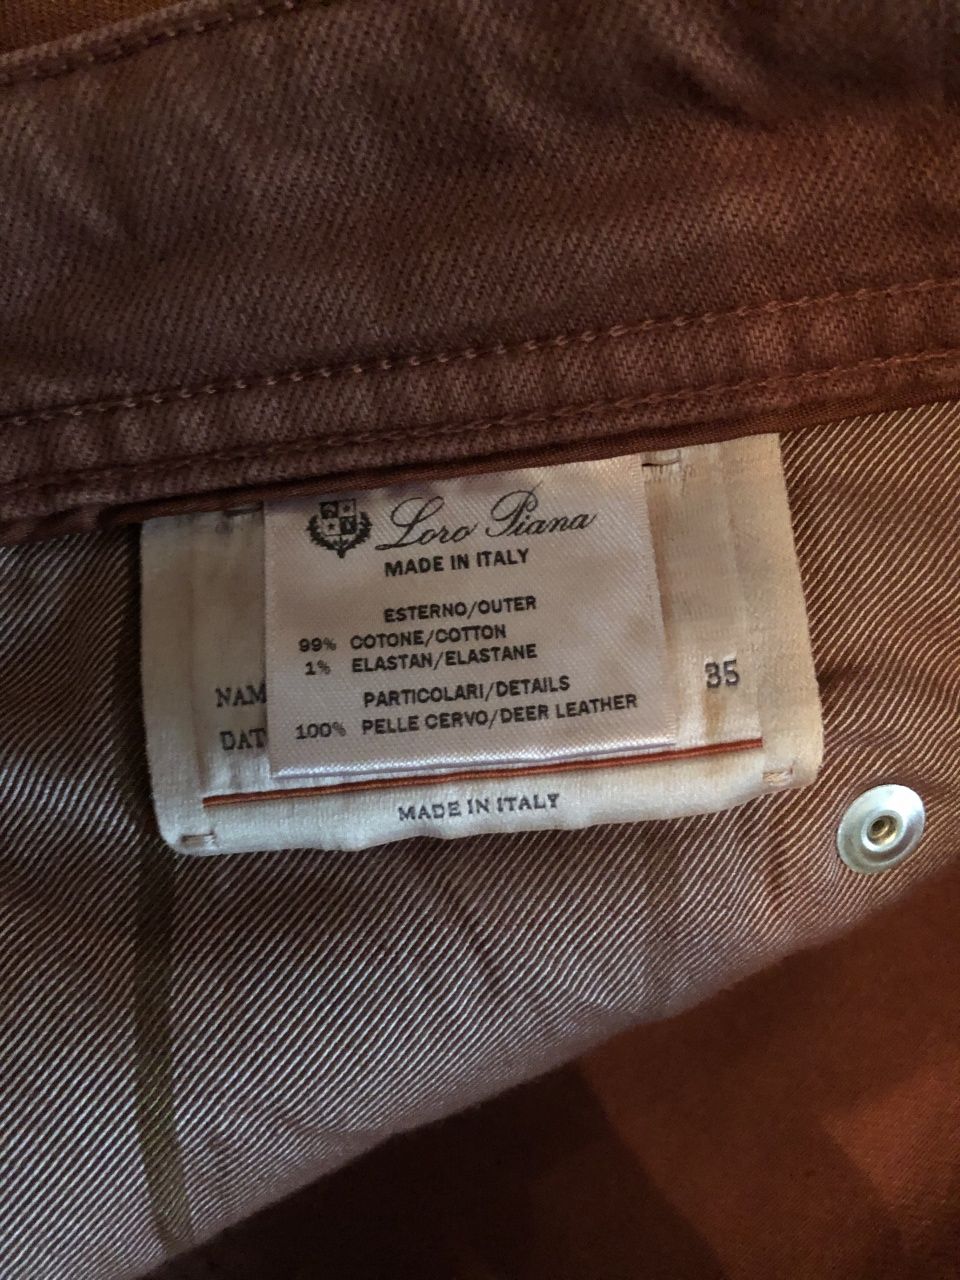 Loro Piana
MADE IN ITALY
ESTERNO/OUTER
99% COTONE/COTTON
1% ELASTAN/ELASTANE
PARTICOLARI/DETAILS
100% PELLE CERVO/DEER LEATHER
NAM
DAT
35
MADE IN ITALY